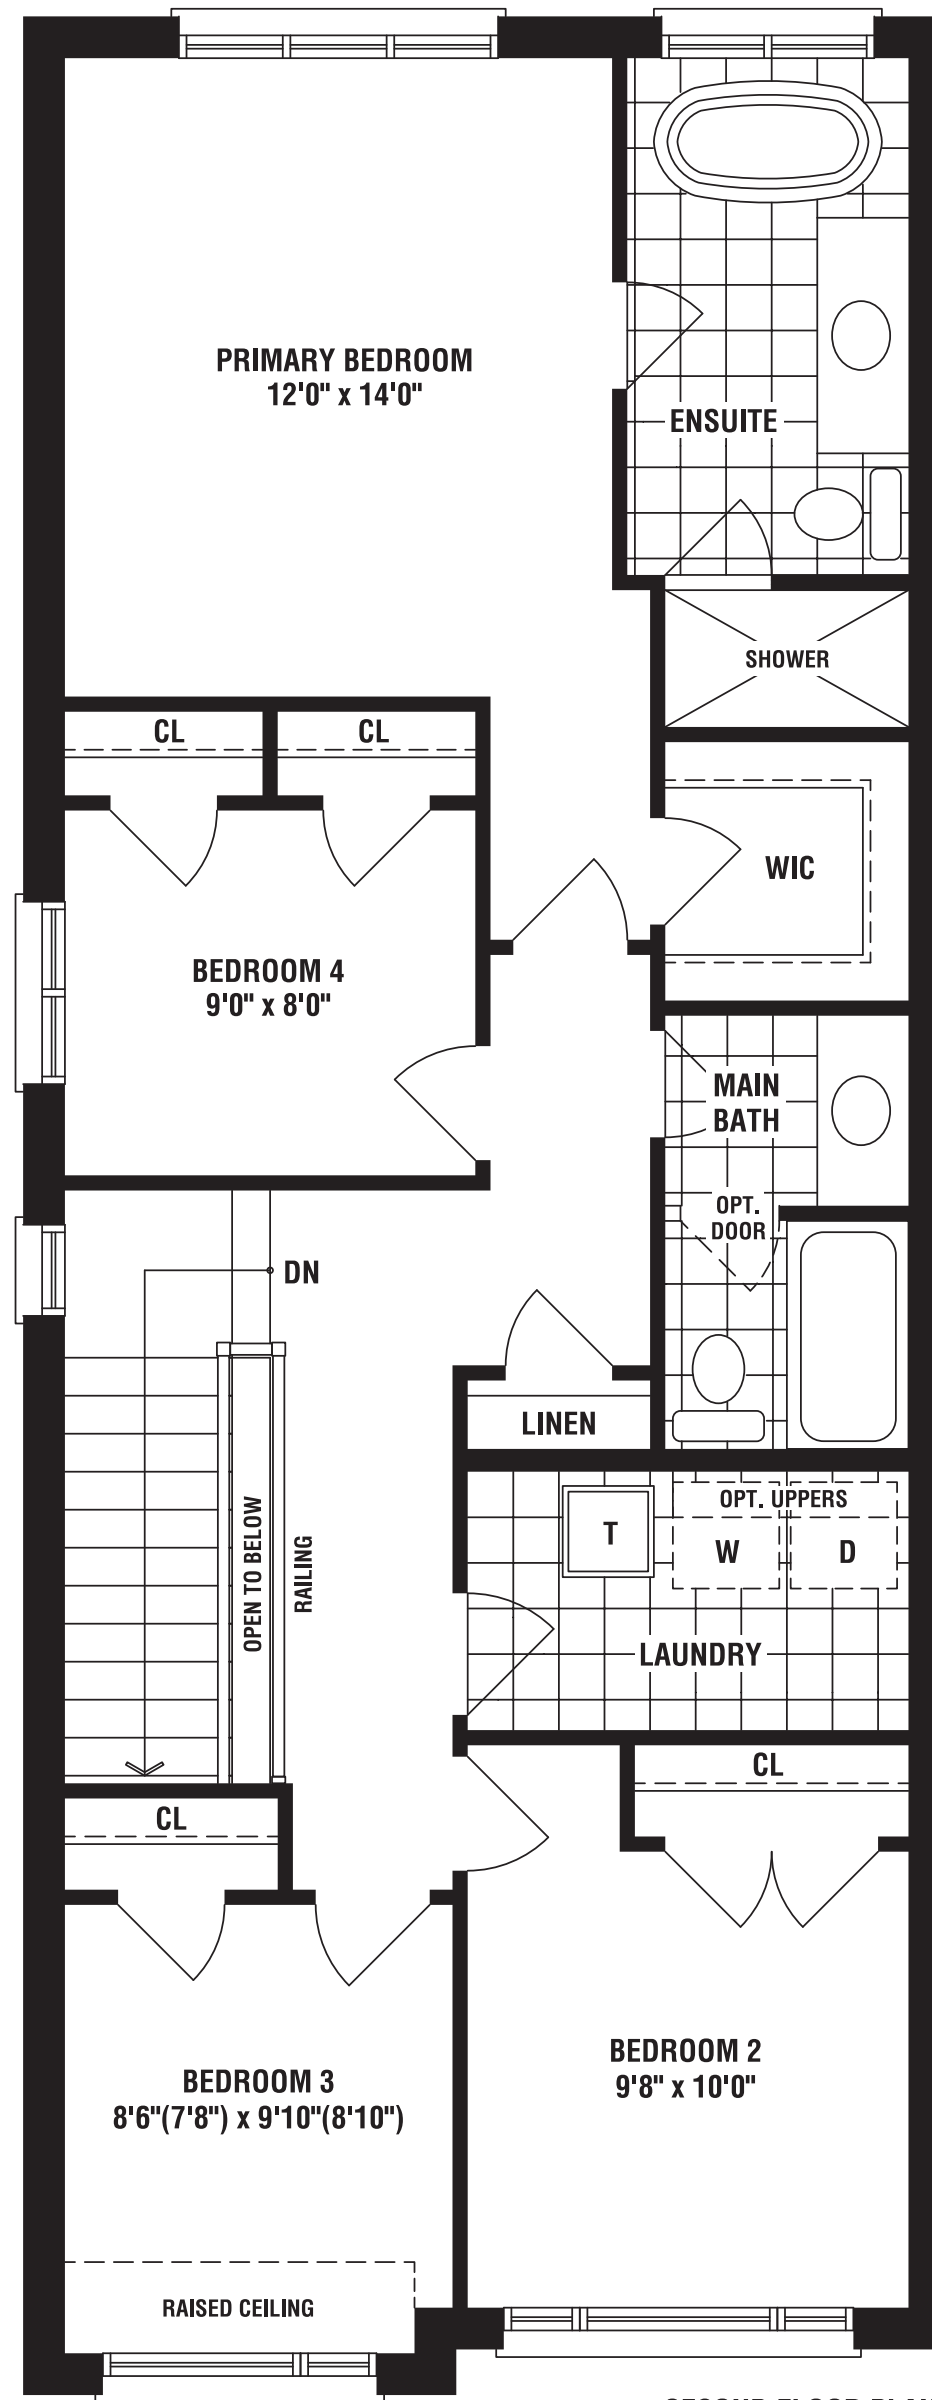 PRIMARY BEDROOM
12'0" x 14'0"
ENSUITE
SHOWER
CL
CL
WIC
BEDROOM 4
9'0" x 8'0"
MAIN
BATH
OPT.
DOOR
DN
LINEN
OPT. UPPERS
T
W
D
OPEN TO BELOW
RAILING
LAUNDRY
CL
CL
BEDROOM 2
9'8" x 10'0"
BEDROOM 3
8'6"(7'8") x 9'10"(8'10")
RAISED CEILING